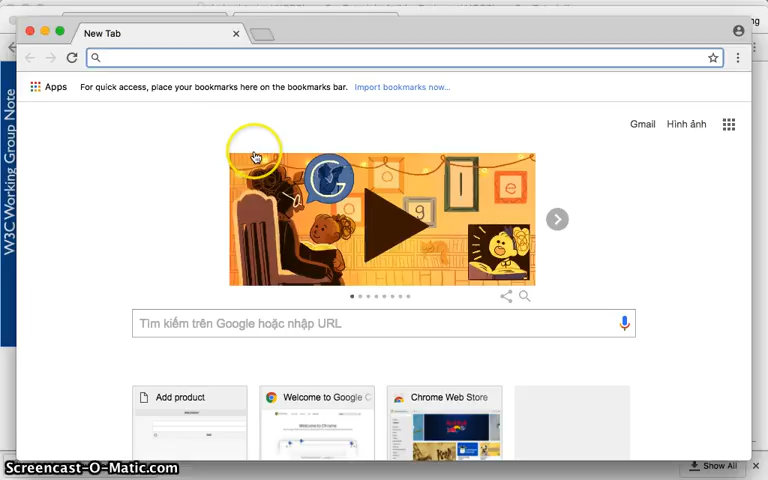 New Tab
Apps
For quick access, place your bookmarks here on the bookmarks bar.
Import bookmarks now...
Gmail
Hình ảnh
W3C Working Group Note
G
o
o
g
l
e
Tìm kiếm trên Google hoặc nhập URL
Add product
Welcome to Google C
Chrome Web Store
Screencast-O-Matic.com
Show All